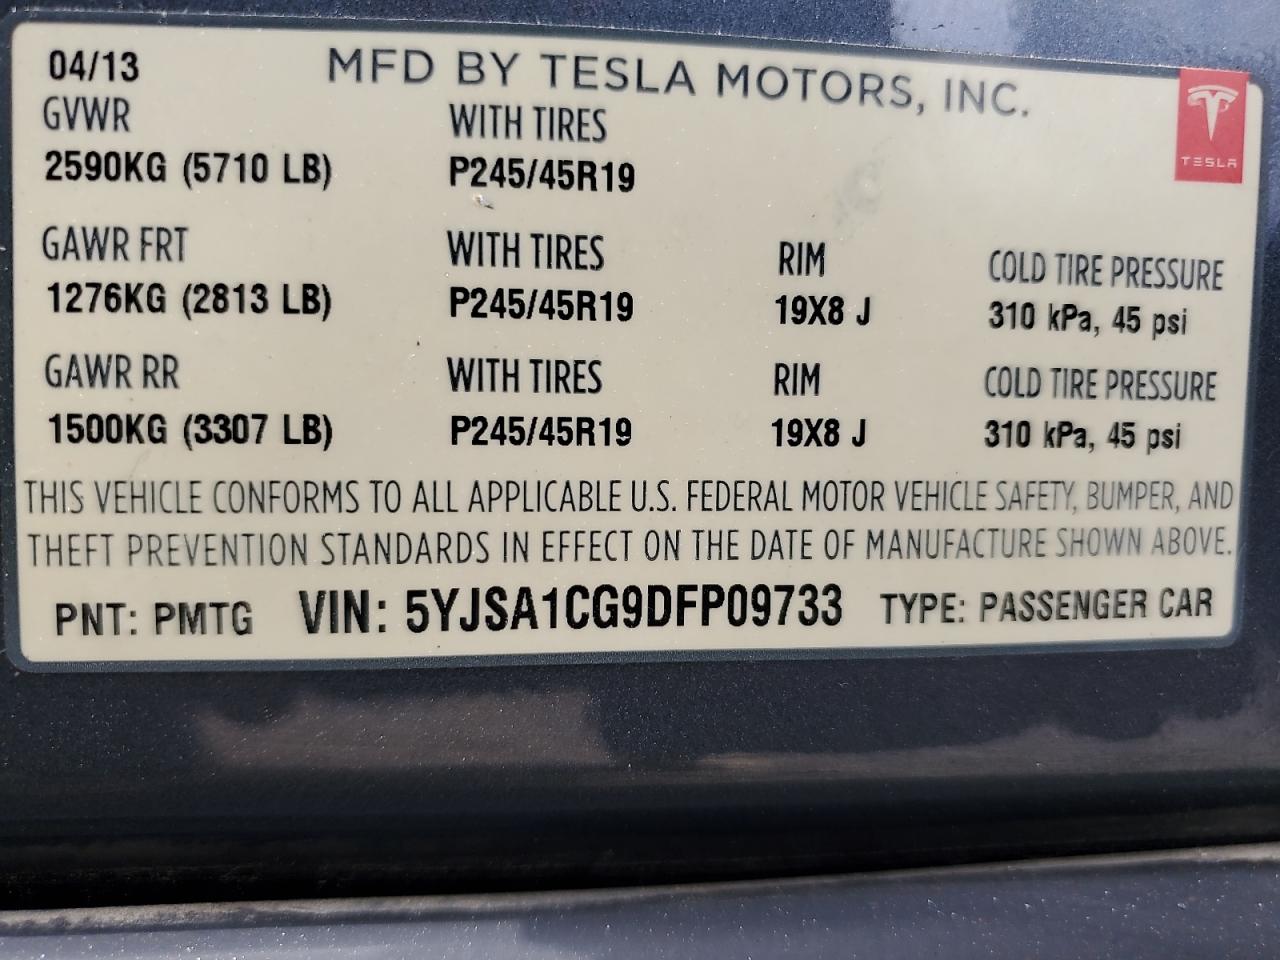 04/13 MFD BY TESLA MOTORS, INC.
TESLA
GVWR WITH TIRES
2590KG (5710 LB) P245/45R19
GAWR FRT WITH TIRES RIM COLD TIRE PRESSURE
1276KG (2813 LB) P245/45R19 19X8 J 310 kPa, 45 psi
GAWR RR WITH TIRES RIM COLD TIRE PRESSURE
1500KG (3307 LB) P245/45R19 19X8 J 310 kPa, 45 psi
THIS VEHICLE CONFORMS TO ALL APPLICABLE U.S. FEDERAL MOTOR VEHICLE SAFETY, BUMPER, AND
THEFT PREVENTION STANDARDS IN EFFECT ON THE DATE OF MANUFACTURE SHOWN ABOVE.
PNT: PMTG VIN: 5YJSA1CG9DFP09733 TYPE: PASSENGER CAR